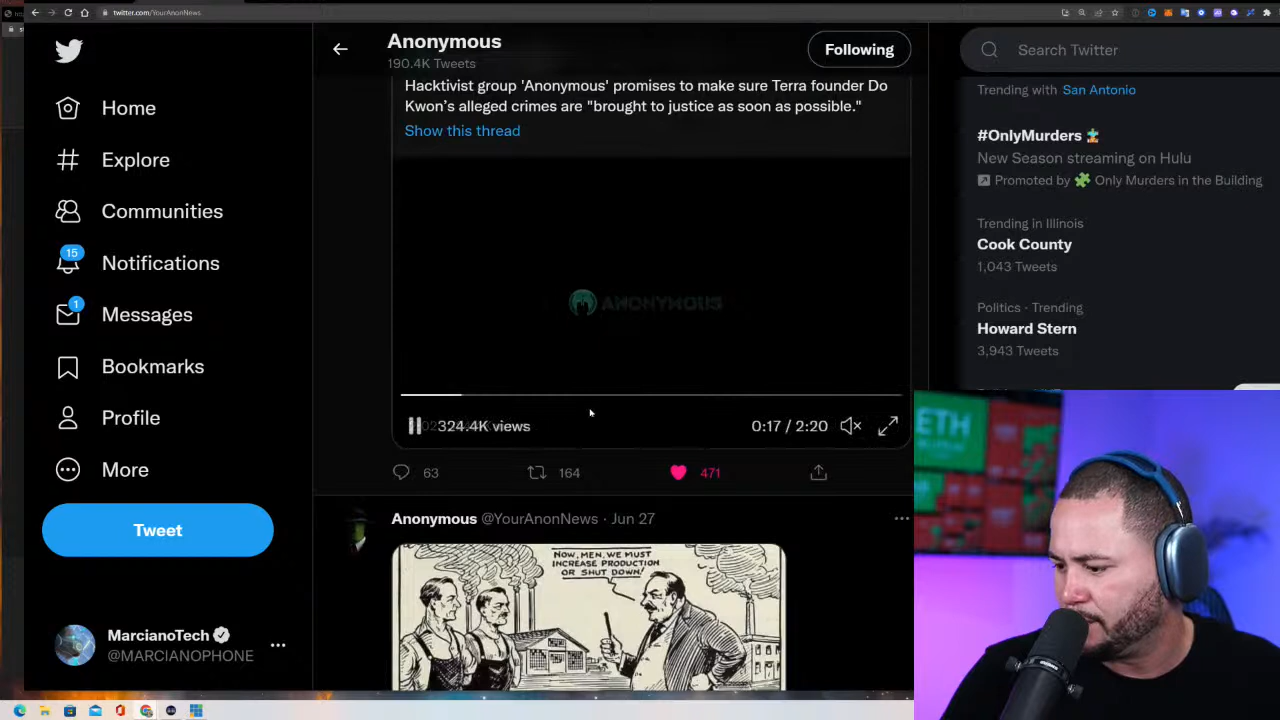 twitter.com/YourAnonNews
Anonymous
190.4K Tweets
Following
Search Twitter
Home
Explore
Communities
15
Notifications
1
Messages
Bookmarks
Profile
More
Tweet
MarcianoTech
@MARCIANOPHONE
Hacktivist group 'Anonymous' promises to make sure Terra founder Do
Kwon's alleged crimes are "brought to justice as soon as possible."
Show this thread
ANONYMOUS
324.4K views
0:17 / 2:20
63
164
471
Anonymous @YourAnonNews · Jun 27
NOW, MEN, WE MUST
INCREASE PRODUCTION
OR SHUT DOWN!
Trending with San Antonio
#OnlyMurders
New Season streaming on Hulu
Promoted by Only Murders in the Building
Trending in Illinois
Cook County
1,043 Tweets
Politics · Trending
Howard Stern
3,943 Tweets
ETH